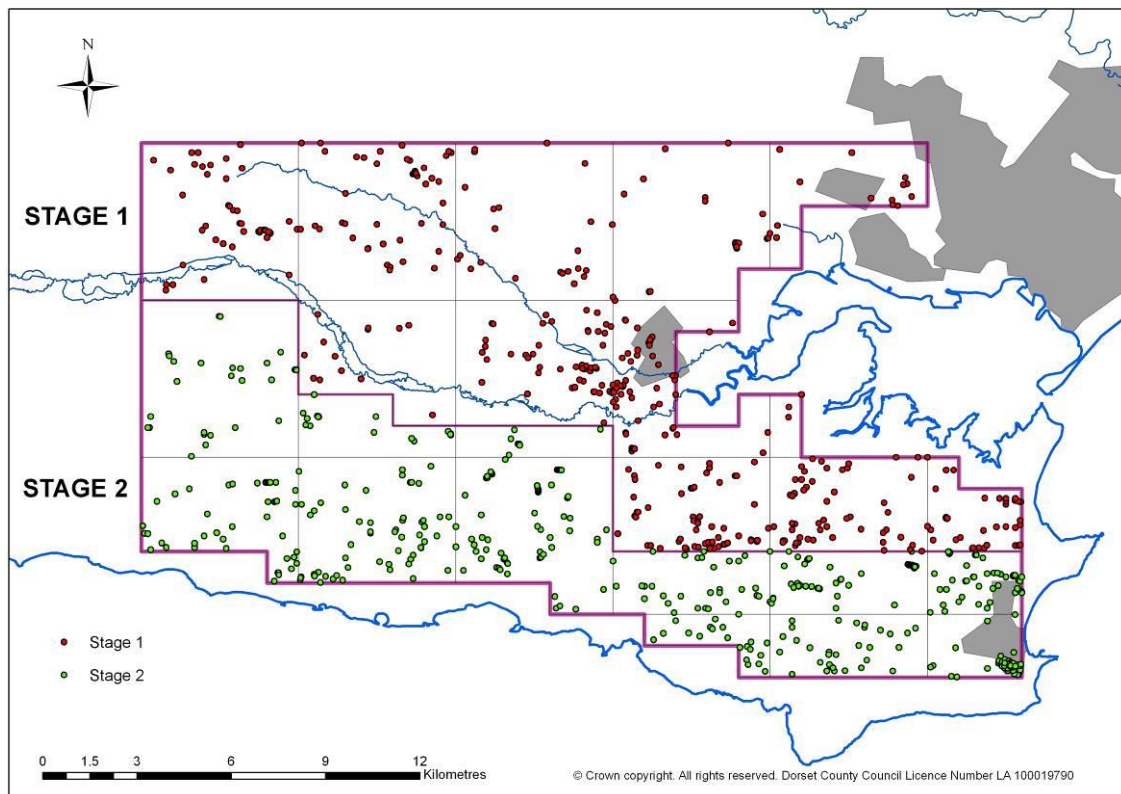 N
STAGE 1
STAGE 2
Stage 1
Stage 2
0 1.5 3 6 9 12
Kilometres
© Crown copyright. All rights reserved. Dorset County Council Licence Number LA 100019790